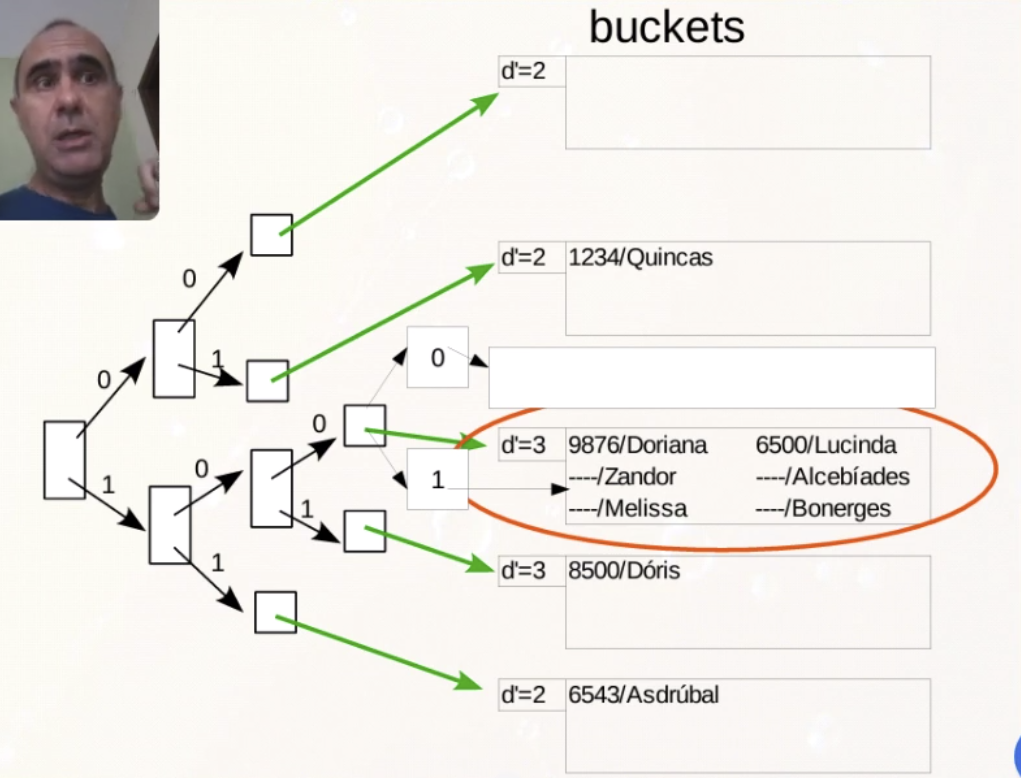 buckets
d'=2
0
d'=2 1234/Quincas
1
0
0
0
d'=3 9876/Doriana 6500/Lucinda
----/Zandor ----/Alcebíades
----/Melissa ----/Bonerges
1
0
1
1
d'=3 8500/Dóris
1
d'=2 6543/Asdrúbal